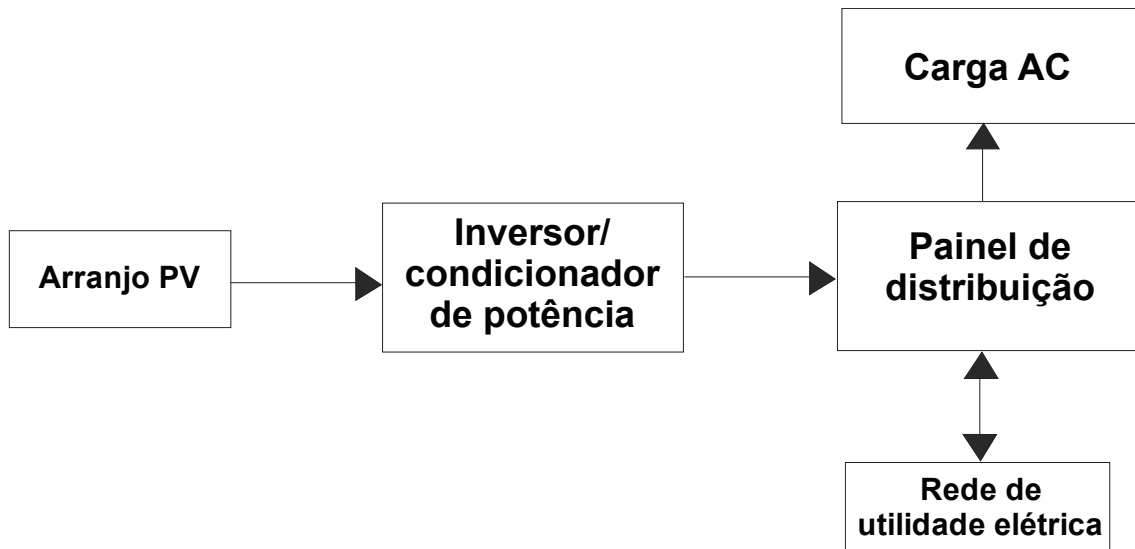 Carga AC
Arranjo PV
Inversor/
condicionador
de potência
Painel de
distribuição
Rede de
utilidade elétrica